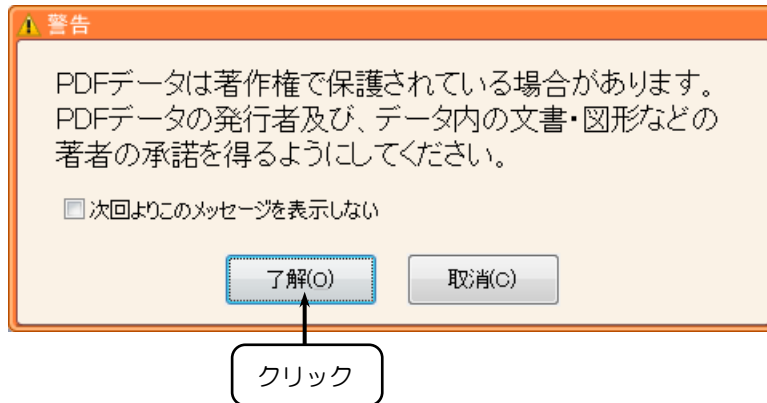 警告
PDFデータは著作権で保護されている場合があります。
PDFデータの発行者及び、データ内の文書・図形などの
著者の承諾を得るようにしてください。
次回よりこのメッセージを表示しない
了解(O) 取消(C)
クリック